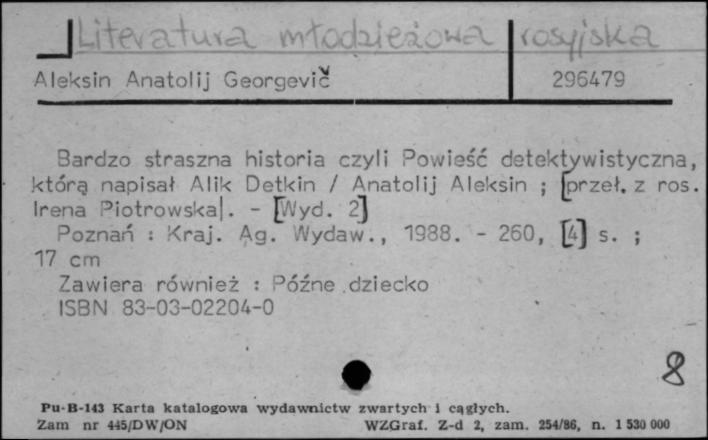 Literatura młodzieżowa rosyjska
Aleksin Anatolij Georgevič 296479
Bardzo straszna historia czyli Powieść detektywistyczna,
którą napisał Alik Detkin / Anatolij Aleksin ; [przeł. z ros.
Irena Piotrowska]. - [Wyd. 2]
Poznań : Kraj. Ag. Wydaw., 1988. - 260, [4] s. ;
17 cm
Zawiera również : Późne dziecko
ISBN 83-03-02204-0
8
Pu-B-143 Karta katalogowa wydawnictw zwartych i cągłych.
Zam nr 445/DW/ON WZGraf. Z-d 2, zam. 254/86, n. 1 530 000